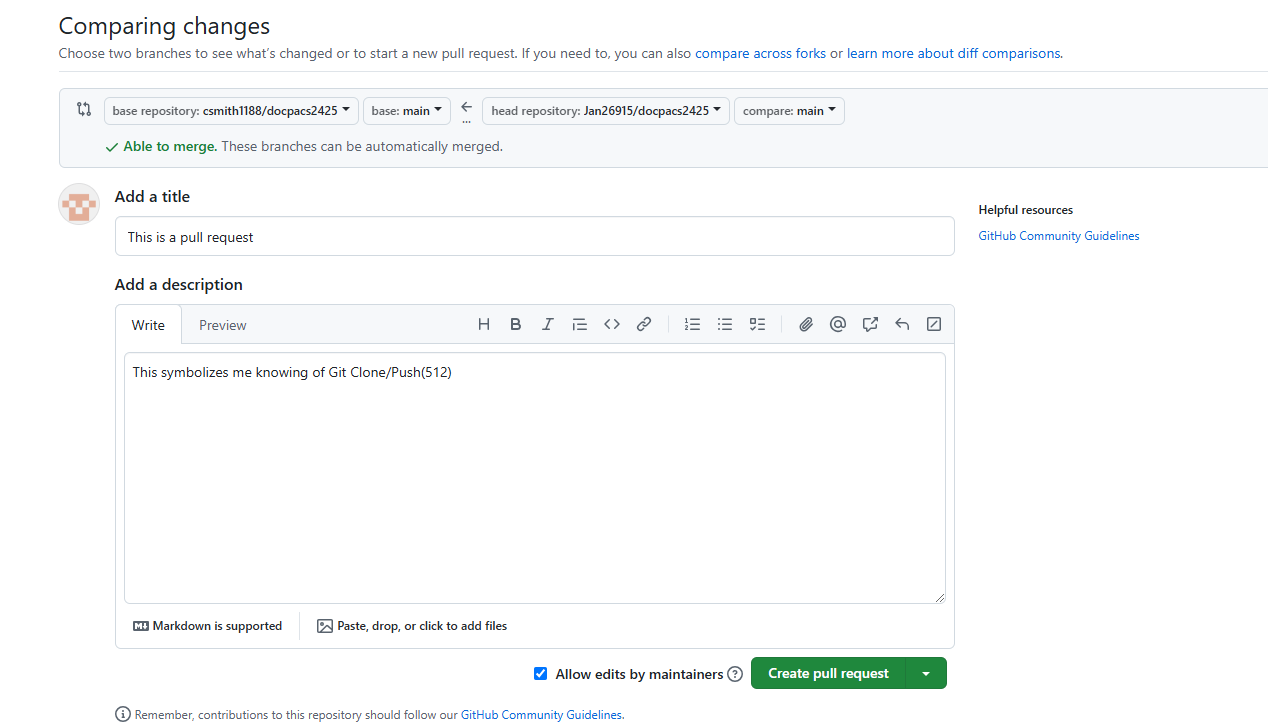 Comparing changes
Choose two branches to see what's changed or to start a new pull request. If you need to, you can also compare across forks or learn more about diff comparisons.
base repository: csmith1188/docpacs2425 base: main ... head repository: Jan26915/docpacs2425 compare: main
Able to merge. These branches can be automatically merged.
Add a title
Helpful resources
This is a pull request
GitHub Community Guidelines
Add a description
Write Preview
This symbolizes me knowing of Git Clone/Push(512)
Markdown is supported Paste, drop, or click to add files
Allow edits by maintainers Create pull request
Remember, contributions to this repository should follow our GitHub Community Guidelines.